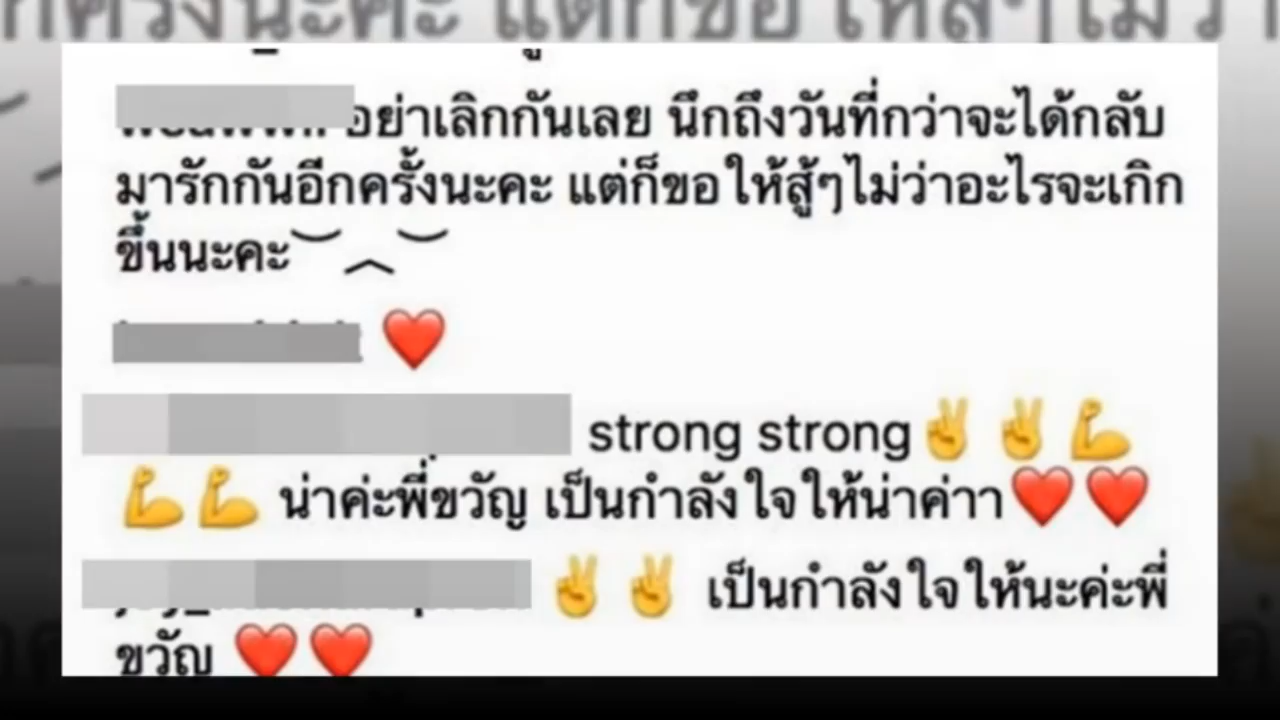 อย่าเลิกกันเลย นึกถึงวันที่กว่าจะได้กลับ
มารักกันอีกครั้งนะคะ แต่ก็ขอให้สู้ๆไม่ว่าอะไรจะเกิก
ขึ้นนะคะ︶︿︶
❤️
strong strong✌️✌️💪
💪💪 น่าค่ะพี่ขวัญ เป็นกำลังใจให้น่าค่าา❤️❤️
✌️✌️ เป็นกำลังใจให้นะค่ะพี่
ขวัญ ❤️❤️